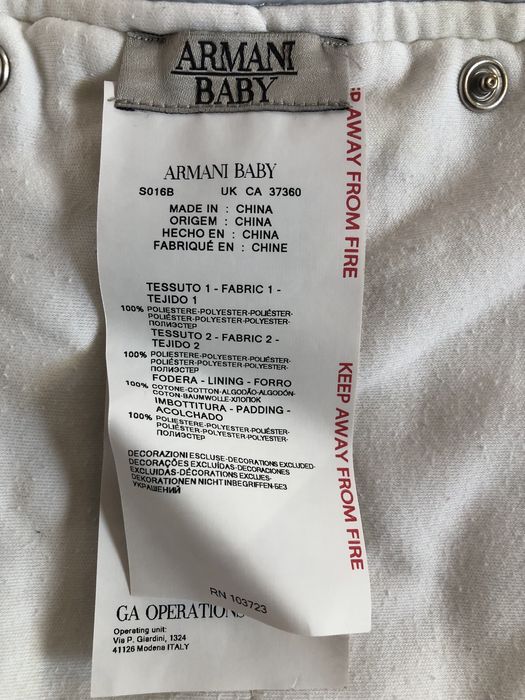 ARMANI
BABY
ARMANI BABY
S016B UK CA 37360
MADE IN : CHINA
ORIGEM : CHINA
HECHO EN : CHINA
FABRIQUÉ EN : CHINE
TESSUTO 1 - FABRIC 1 -
TEJIDO 1
100% POLIESTERE-POLYESTER-POLIÉSTER-
POLIÉSTER-POLYESTER-POLYESTER-
ПОЛИЭСТЕР
TESSUTO 2 - FABRIC 2 -
TEJIDO 2
100% POLIESTERE-POLYESTER-POLIÉSTER-
POLIÉSTER-POLYESTER-POLYESTER-
ПОЛИЭСТЕР
FODERA - LINING - FORRO
100% COTONE-COTTON-ALGODÃO-ALGODÓN-
COTON-BAUMWOLLE-ХЛОПОК
IMBOTTITURA - PADDING -
ACOLCHADO
100% POLIESTERE-POLYESTER-POLIÉSTER-
POLIÉSTER-POLYESTER-POLYESTER-
ПОЛИЭСТЕР
DECORAZIONI ESCLUSE-DECORATIONS EXCLUDED-
DECORAÇÕES EXCLUÍDAS-DECORACIONES
EXCLUIDAS-DÉCORATIONS EXCLUES-
DEKORATIONEN NICHT INBEGRIFFEN-БЕЗ
УКРАШЕНИЙ
RN 103723
GA OPERATIONS
Operating unit:
Via P. Giardini, 1324
41126 Modena ITALY
AWAY FROM FIRE
KEEP AWAY FROM FIRE